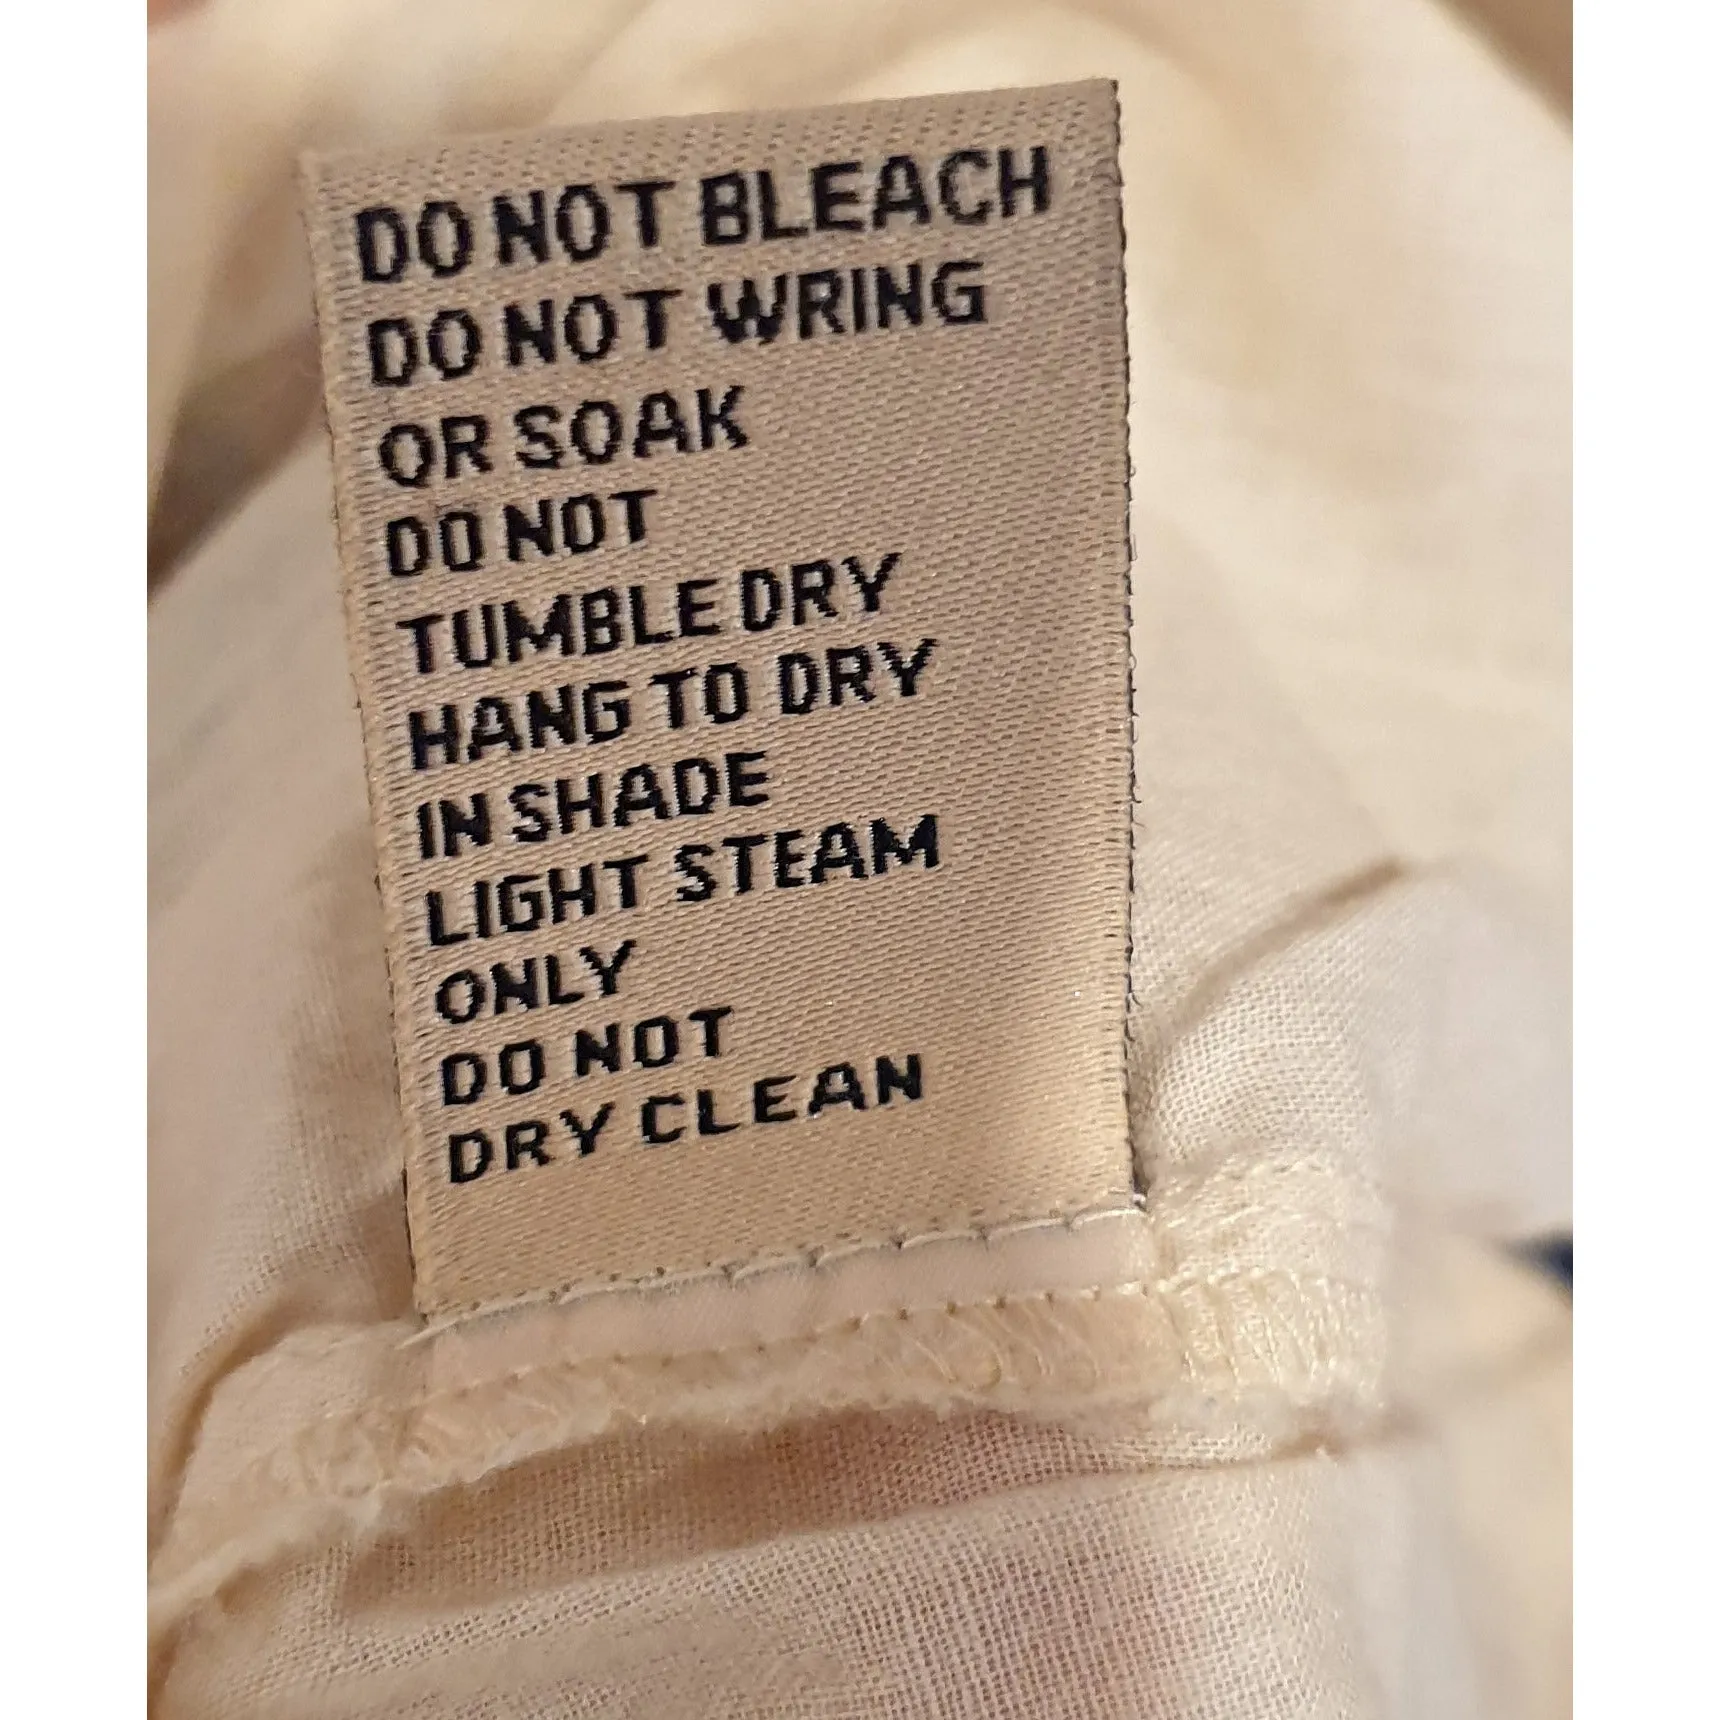 DO NOT BLEACH
DO NOT WRING
OR SOAK
DO NOT
TUMBLE DRY
HANG TO DRY
IN SHADE
LIGHT STEAM
ONLY
DO NOT
DRY CLEAN